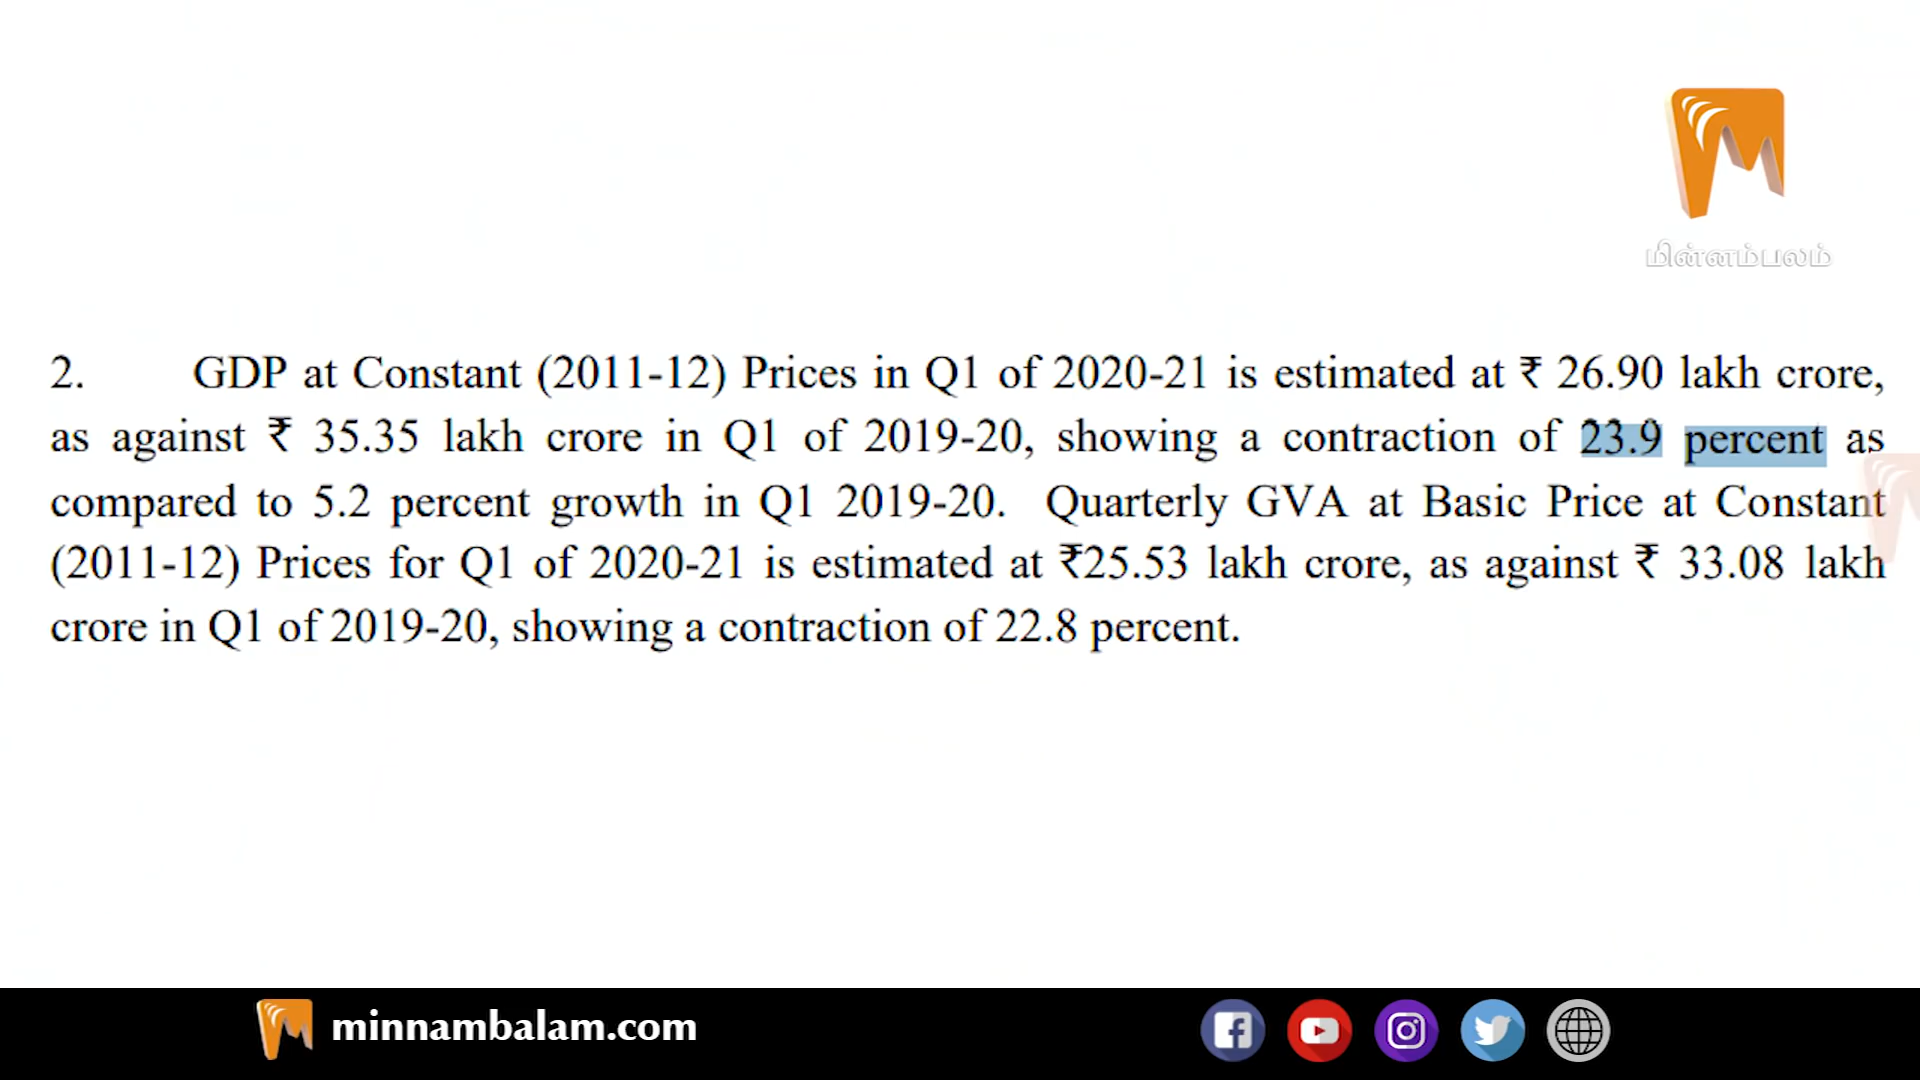 மின்னம்பலம்
2. GDP at Constant (2011-12) Prices in Q1 of 2020-21 is estimated at ₹ 26.90 lakh crore,
as against ₹ 35.35 lakh crore in Q1 of 2019-20, showing a contraction of 23.9 percent as
compared to 5.2 percent growth in Q1 2019-20. Quarterly GVA at Basic Price at Constant
(2011-12) Prices for Q1 of 2020-21 is estimated at ₹25.53 lakh crore, as against ₹ 33.08 lakh
crore in Q1 of 2019-20, showing a contraction of 22.8 percent.
minnambalam.com